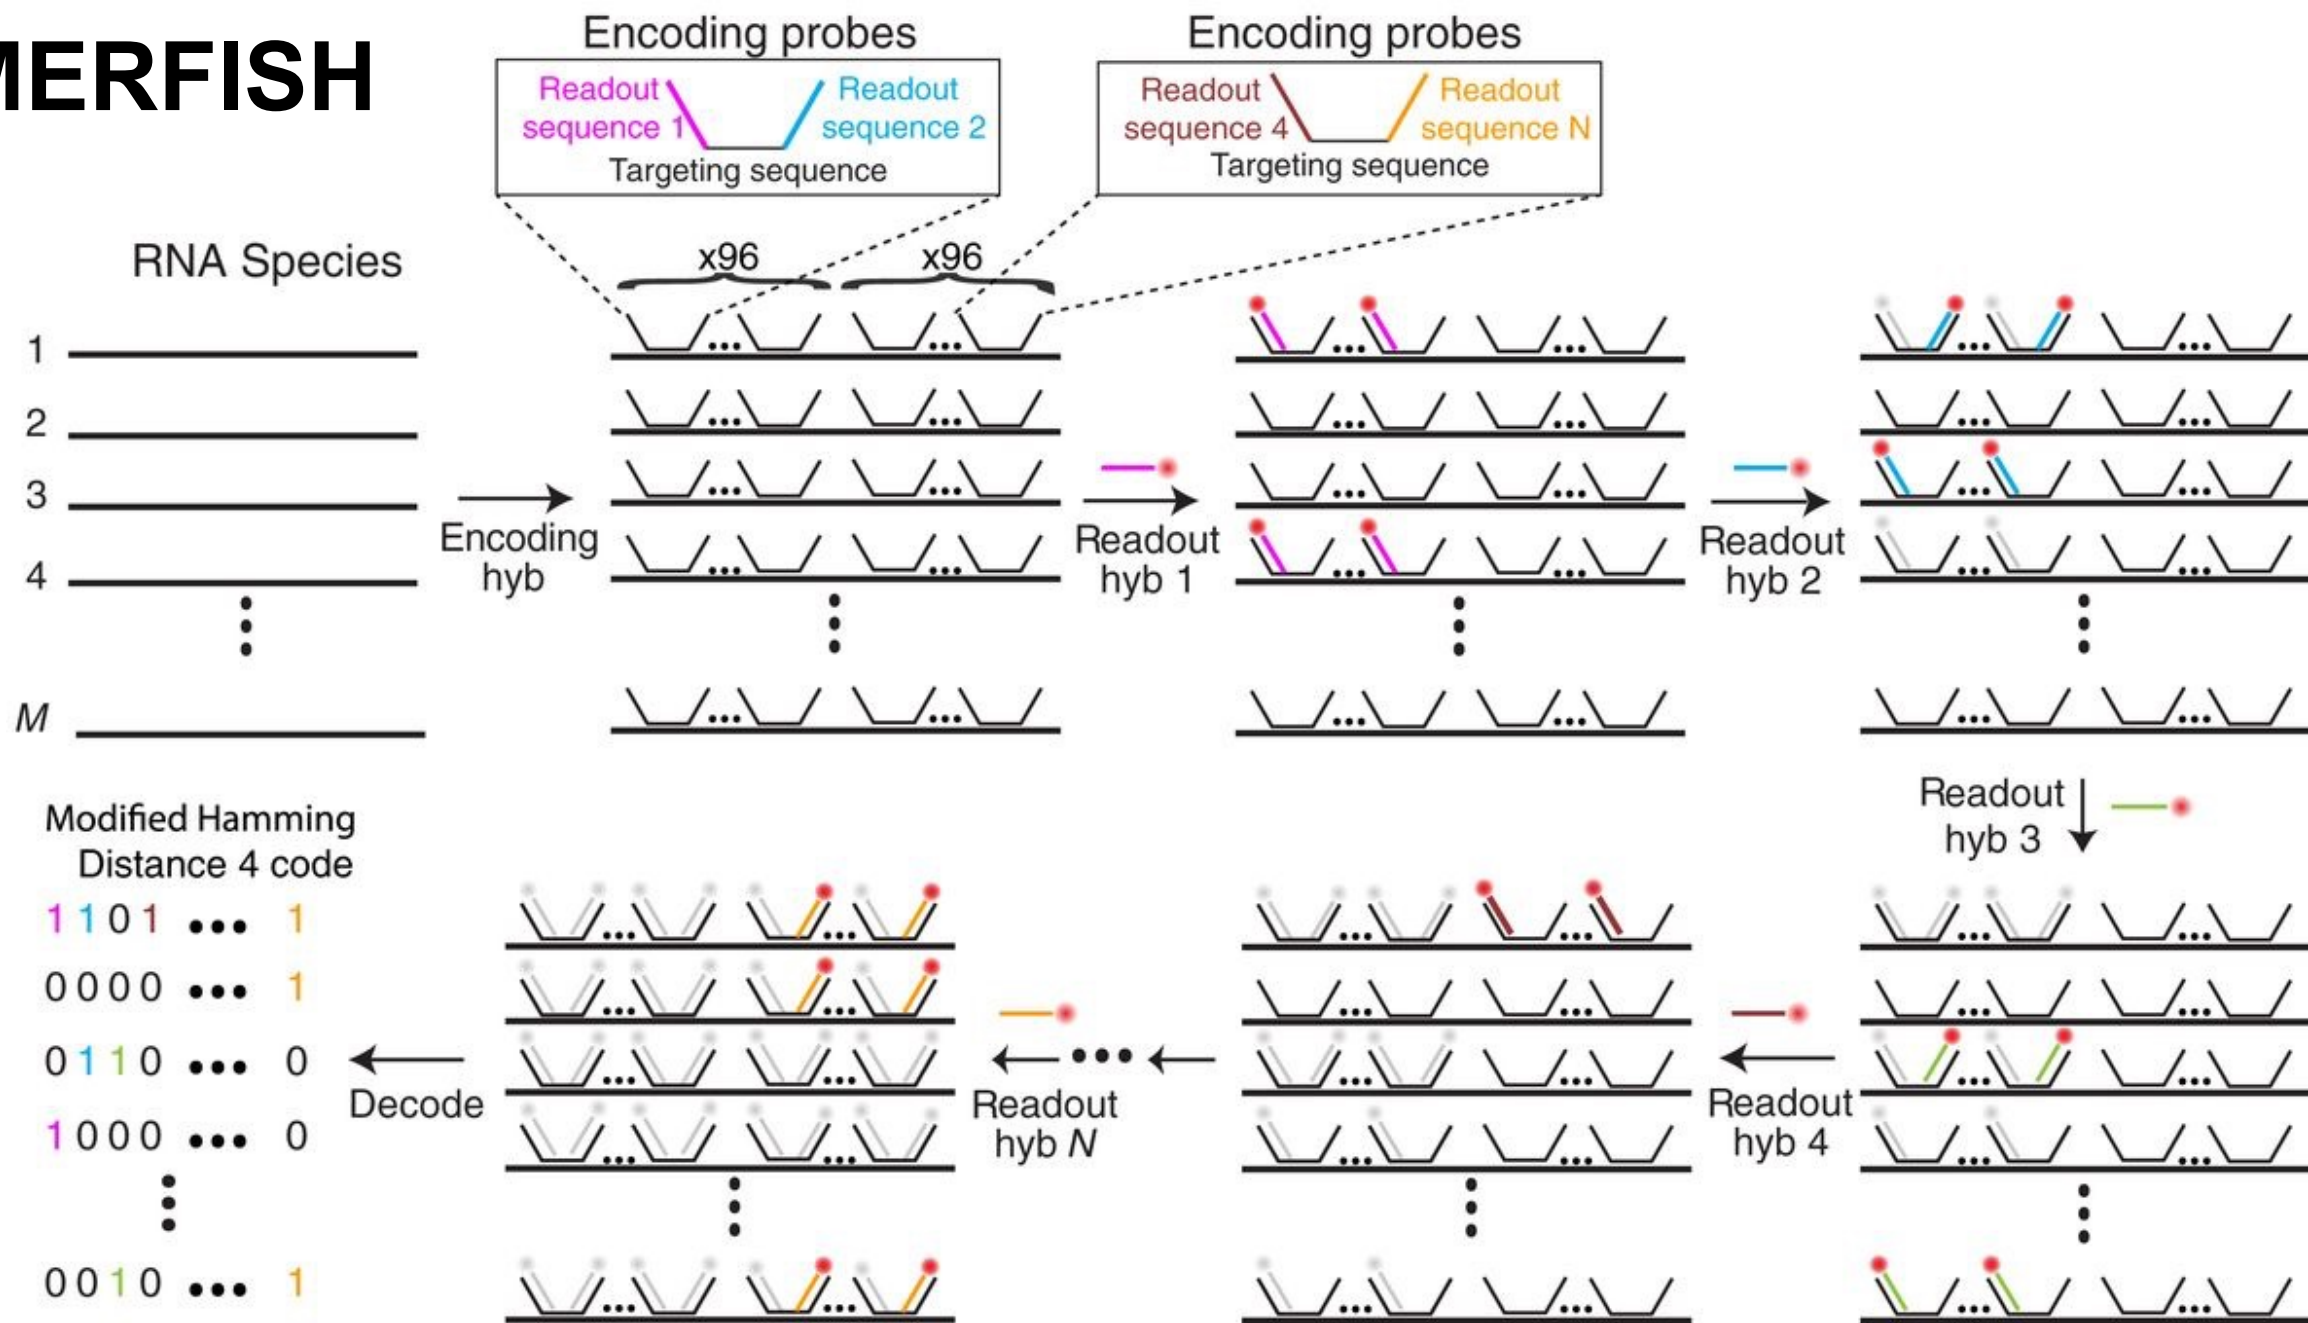 MERFISH
Encoding probes
Readout
sequence 1
Readout
sequence 2
Targeting sequence
Encoding probes
Readout
sequence 4
Readout
sequence N
Targeting sequence
RNA Species
x96
x96
1
2
3
4
M
Encoding
hyb
Readout
hyb 1
Readout
hyb 2
Readout
hyb 3
Readout
hyb 4
Readout
hyb N
Decode
Modified Hamming
Distance 4 code
1 1 0 1 ••• 1
0 0 0 0 ••• 1
0 1 1 0 ••• 0
1 0 0 0 ••• 0
0 0 1 0 ••• 1